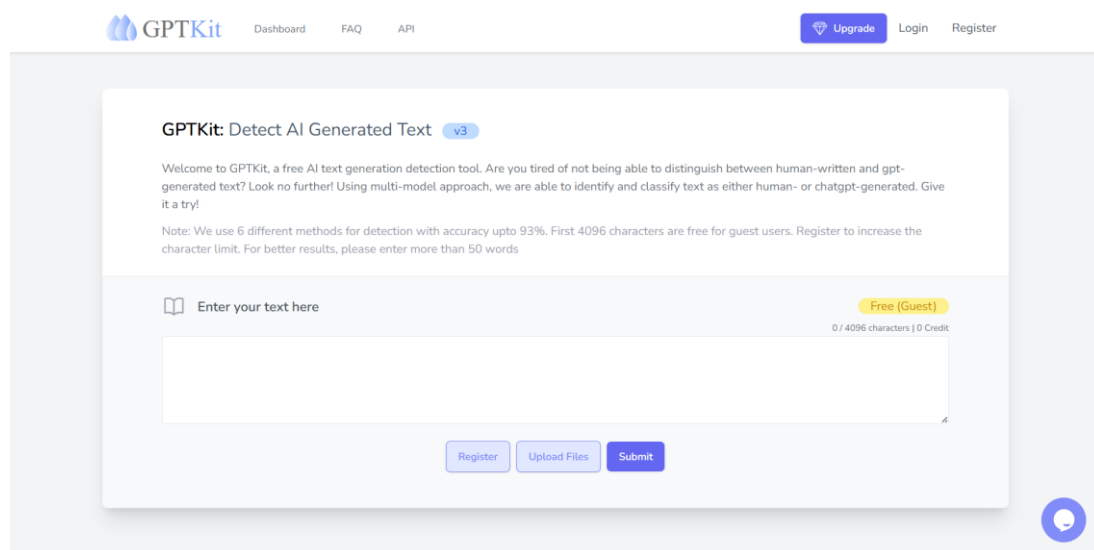 GPTKit Dashboard FAQ API Upgrade Login Register
GPTKit: Detect AI Generated Text v3
Welcome to GPTKit, a free AI text generation detection tool. Are you tired of not being able to distinguish between human-written and gpt-
generated text? Look no further! Using multi-model approach, we are able to identify and classify text as either human- or chatgpt-generated. Give
it a try!
Note: We use 6 different methods for detection with accuracy upto 93%. First 4096 characters are free for guest users. Register to increase the
character limit. For better results, please enter more than 50 words
Enter your text here Free (Guest)
0 / 4096 characters | 0 Credit
Register Upload Files Submit